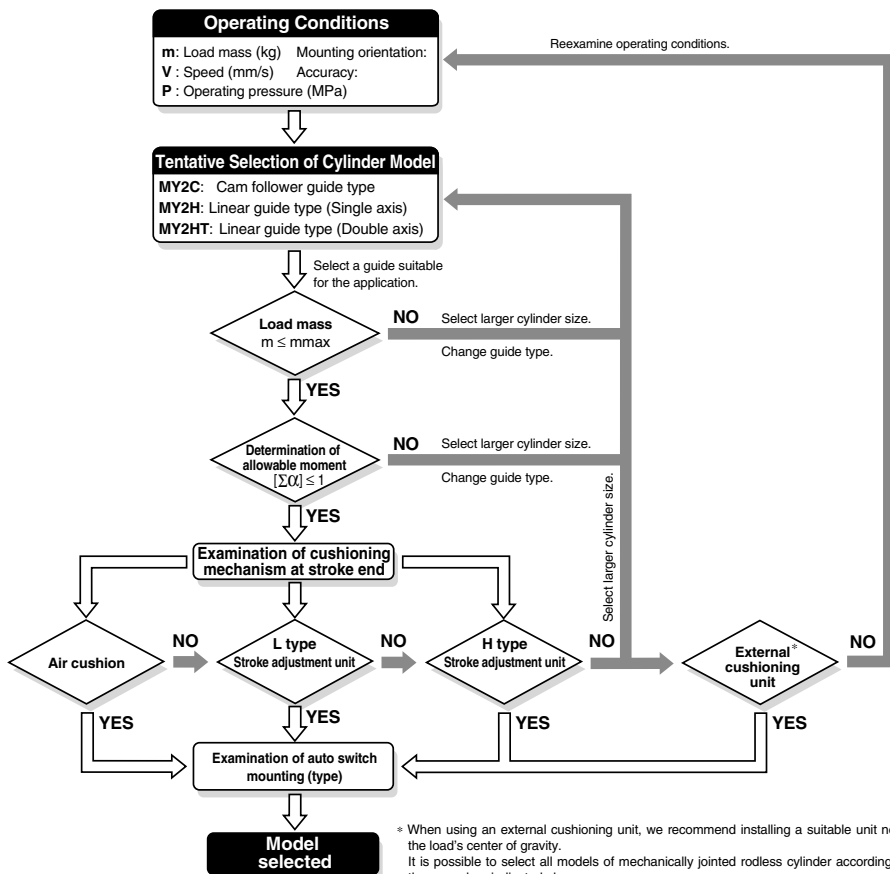 Operating Conditions
m: Load mass (kg) Mounting orientation:
V : Speed (mm/s) Accuracy:
P : Operating pressure (MPa)
Reexamine operating conditions.
Tentative Selection of Cylinder Model
MY2C: Cam follower guide type
MY2H: Linear guide type (Single axis)
MY2HT: Linear guide type (Double axis)
Select a guide suitable
for the application.
Load mass
m ≤ mmax
NO
Select larger cylinder size.
Change guide type.
YES
Determination of
allowable moment
[Σα] ≤ 1
NO
Select larger cylinder size.
Change guide type.
YES
Select larger cylinder size.
Examination of cushioning
mechanism at stroke end
Air cushion
NO
L type
Stroke adjustment unit
NO
H type
Stroke adjustment unit
NO
External*
cushioning
unit
NO
YES
YES
YES
YES
Examination of auto switch
mounting (type)
Model
selected
* When using an external cushioning unit, we recommend installing a suitable unit
the load's center of gravity.
It is possible to select all models of mechanically jointed rodless cylinder according